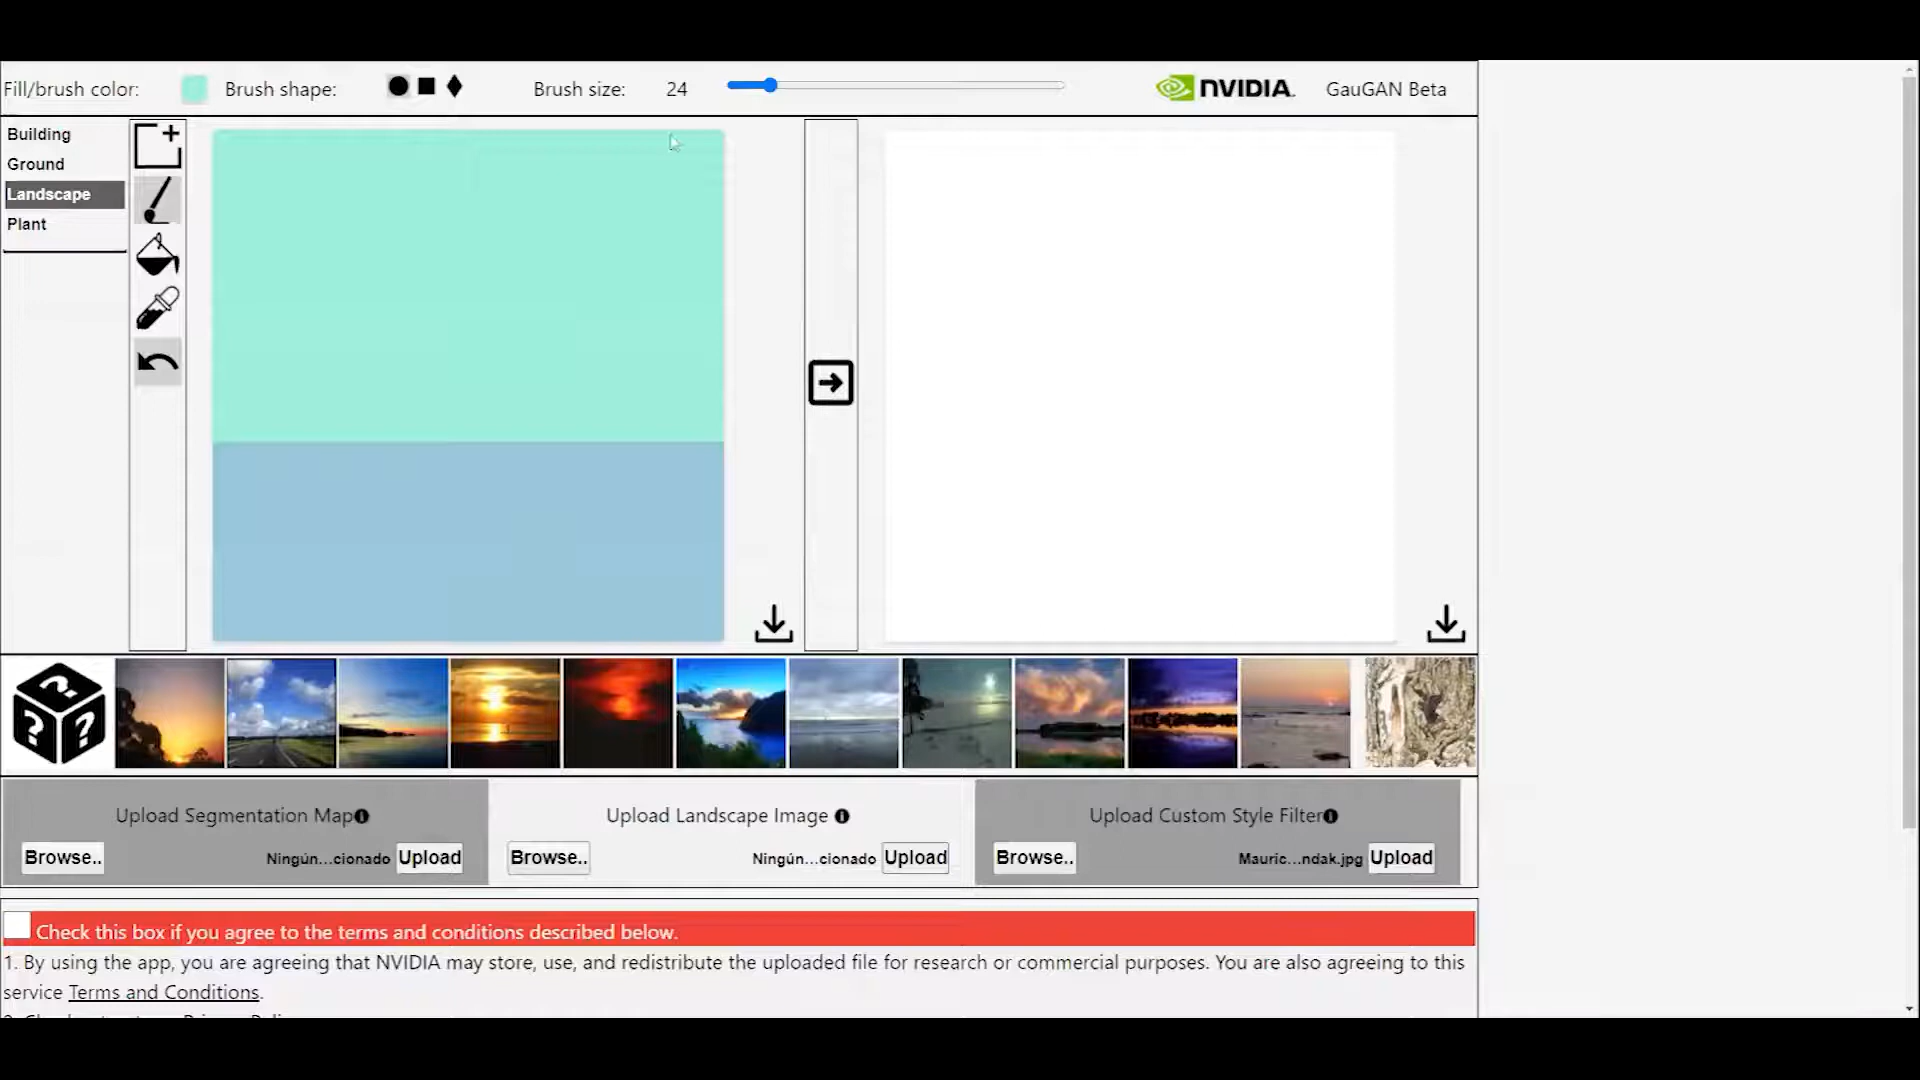 Fill/brush color: Brush shape: Brush size: 24 NVIDIA. GauGAN Beta
Building
Ground
Landscape
Plant
Upload Segmentation Map Upload Landscape Image Upload Custom Style Filter
Browse.. Ningún...cionado Upload Browse.. Ningún...cionado Upload Browse.. Mauric...ndak.jpg Upload
Check this box if you agree to the terms and conditions described below.
1. By using the app, you are agreeing that NVIDIA may store, use, and redistribute the uploaded file for research or commercial purposes. You are also agreeing to this
service Terms and Conditions.